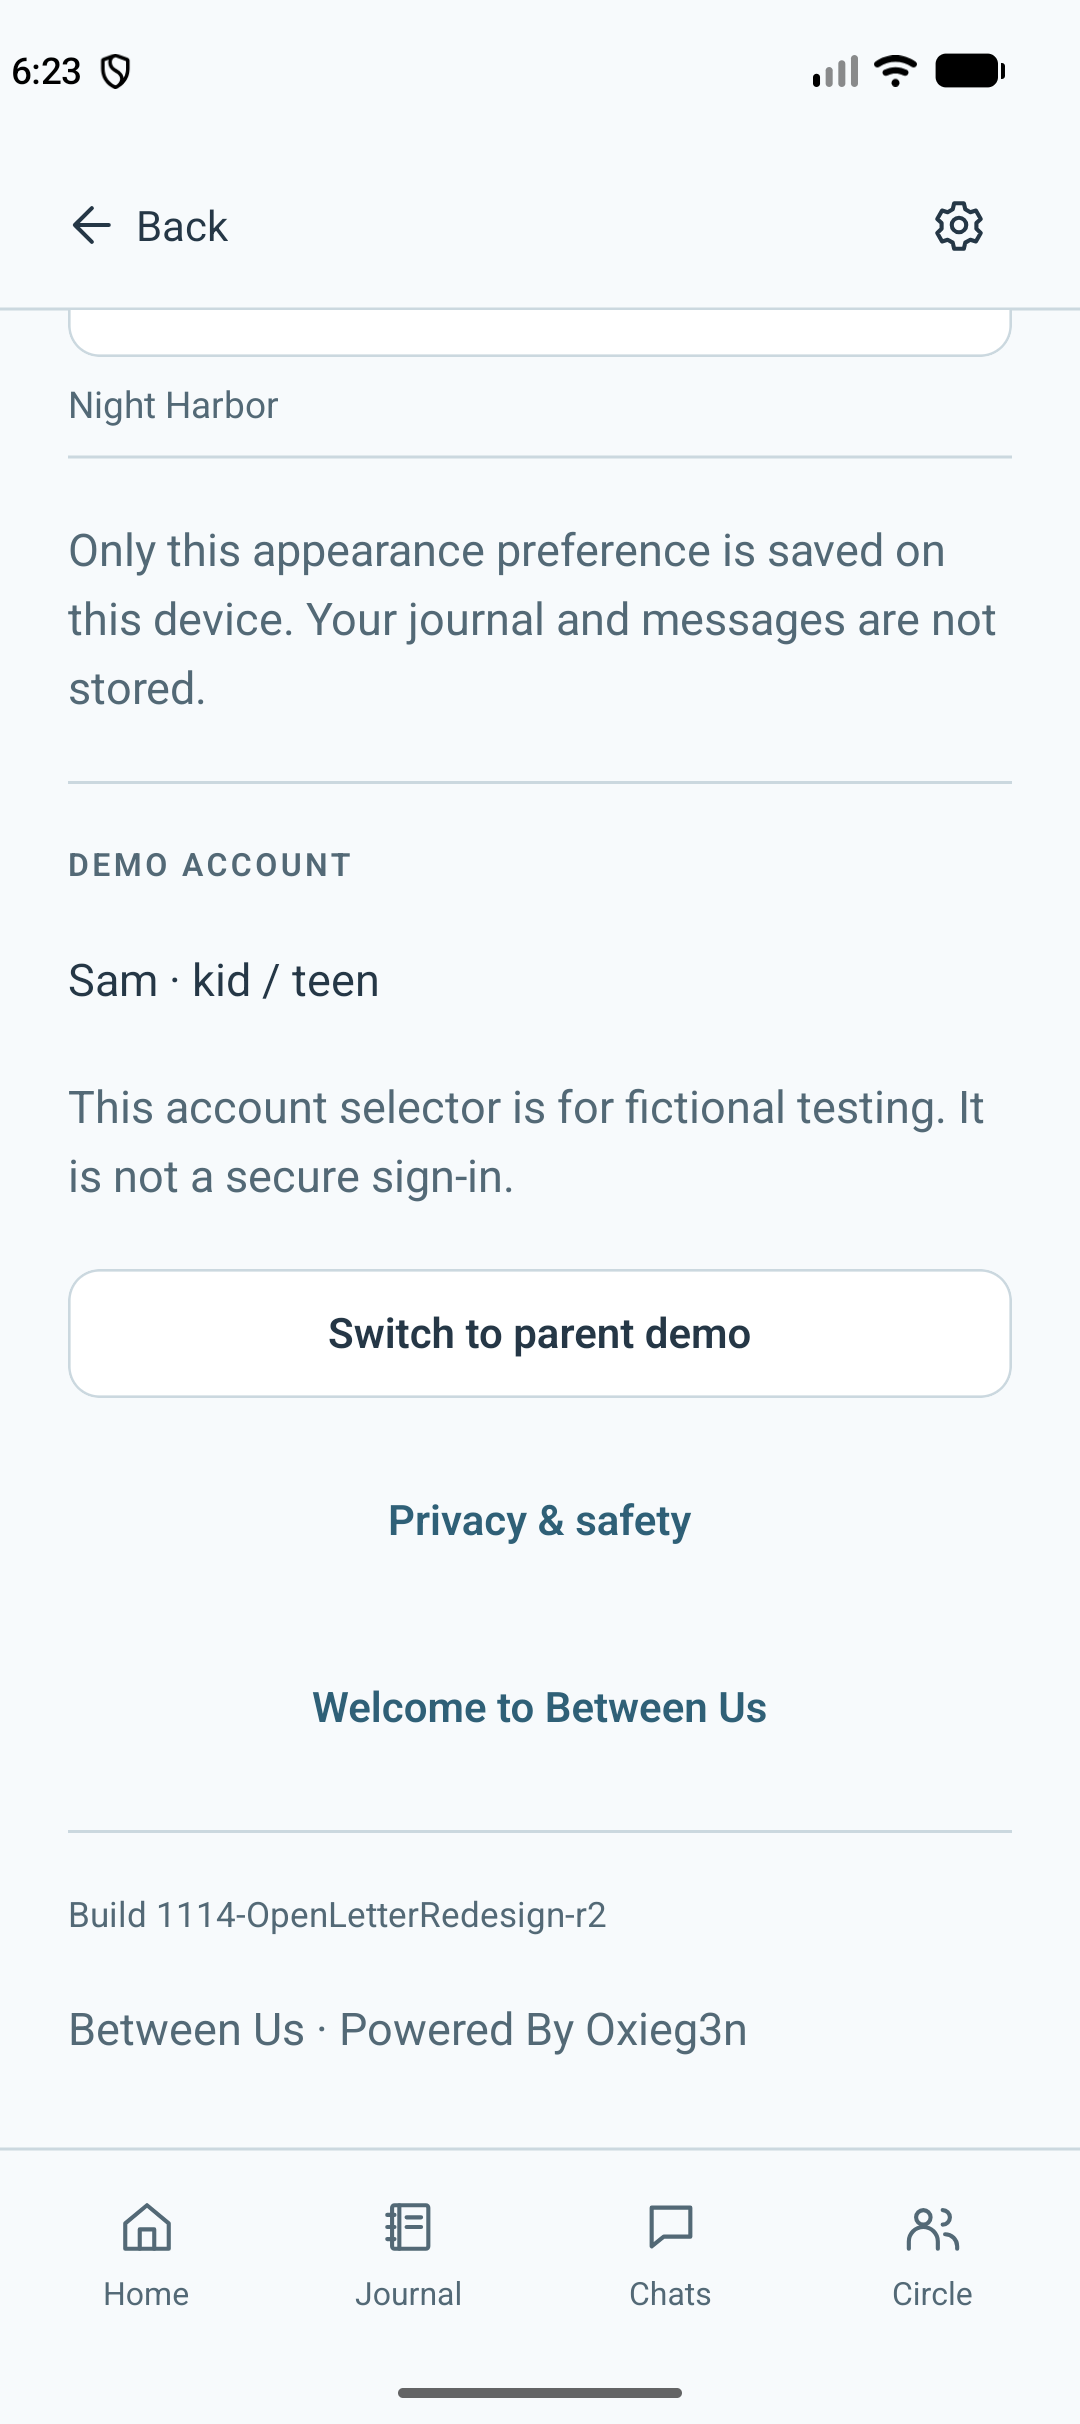 6:23
Back
Night Harbor
Only this appearance preference is saved on
this device. Your journal and messages are not
stored.
DEMO ACCOUNT
Sam · kid / teen
This account selector is for fictional testing. It
is not a secure sign-in.
Switch to parent demo
Privacy & safety
Welcome to Between Us
Build 1114-OpenLetterRedesign-r2
Between Us · Powered By Oxieg3n
Home Journal Chats Circle